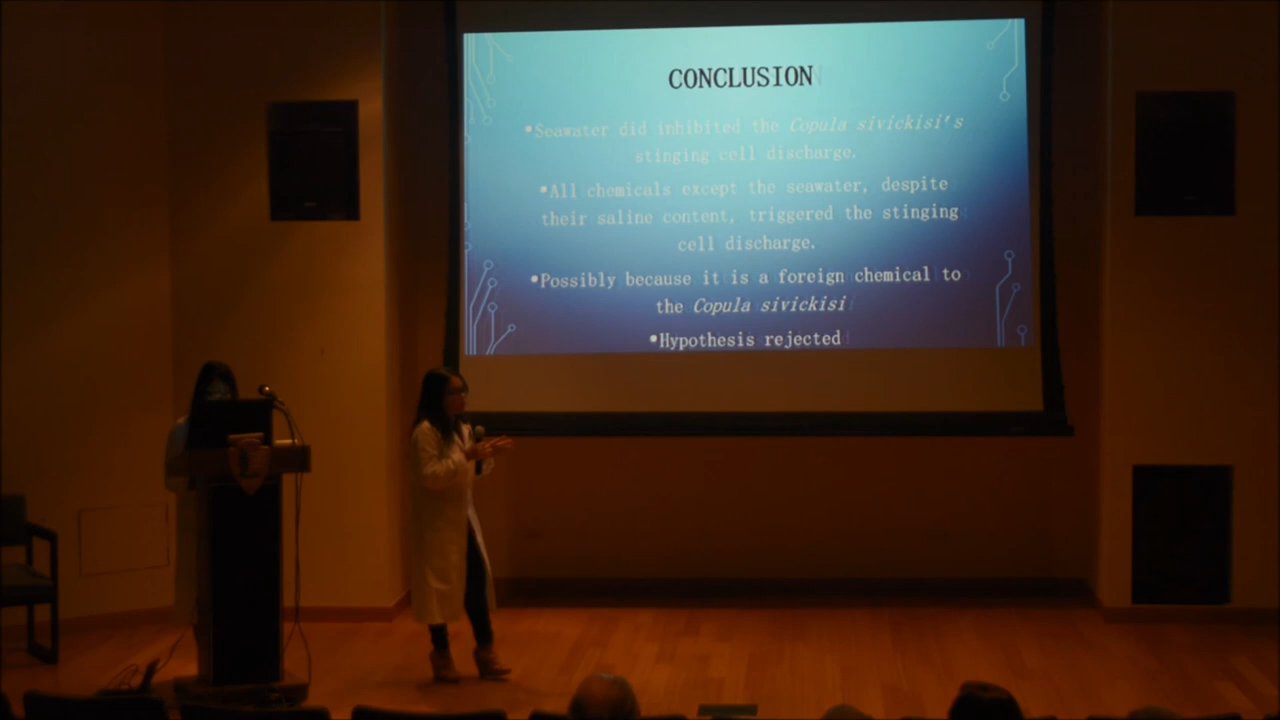 CONCLUSION
•Seawater did inhibited the Copula sivickisi's
stinging cell discharge.
•All chemicals except the seawater, despite
their saline content, triggered the stinging
cell discharge.
•Possibly because it is a foreign chemical to
the Copula sivickisi
•Hypothesis rejected